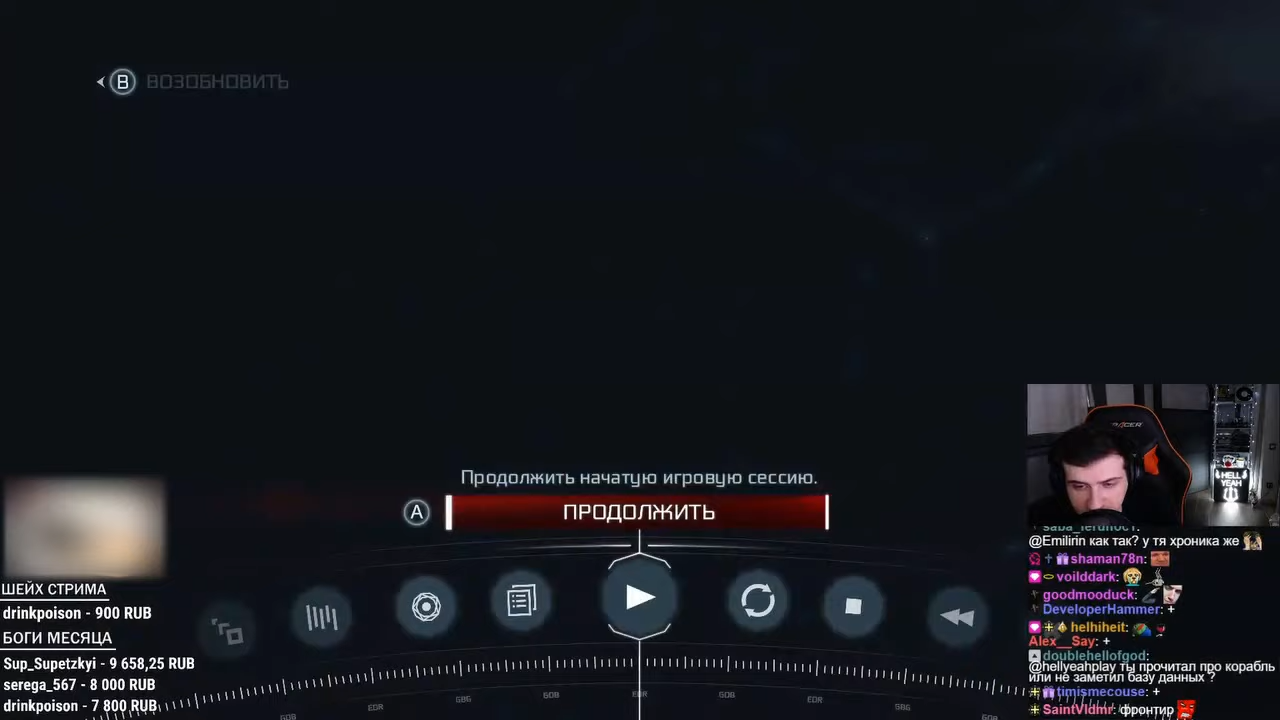 B ВОЗОБНОВИТЬ
Продолжить начатую игровую сессию.
A ПРОДОЛЖИТЬ
ШЕЙХ СТРИМА
drinkpoison - 900 RUB
БОГИ МЕСЯЦА
Sup_Supetzkyi - 9 658,25 RUB
serega_567 - 8 000 RUB
drinkpoison - 7 800 RUB
HELL
YEAH
@Emilirin как так? у тя хроника же
shaman78n:
voilddark:
goodmooduck:
DeveloperHammer: +
helhiheit:
Alex__Say: +
doublehellofgod:
@hellyeahplay ты прочитал про корабль
или не заметил базу данных ?
timismecouse: +
SaintVldmr: фронтир